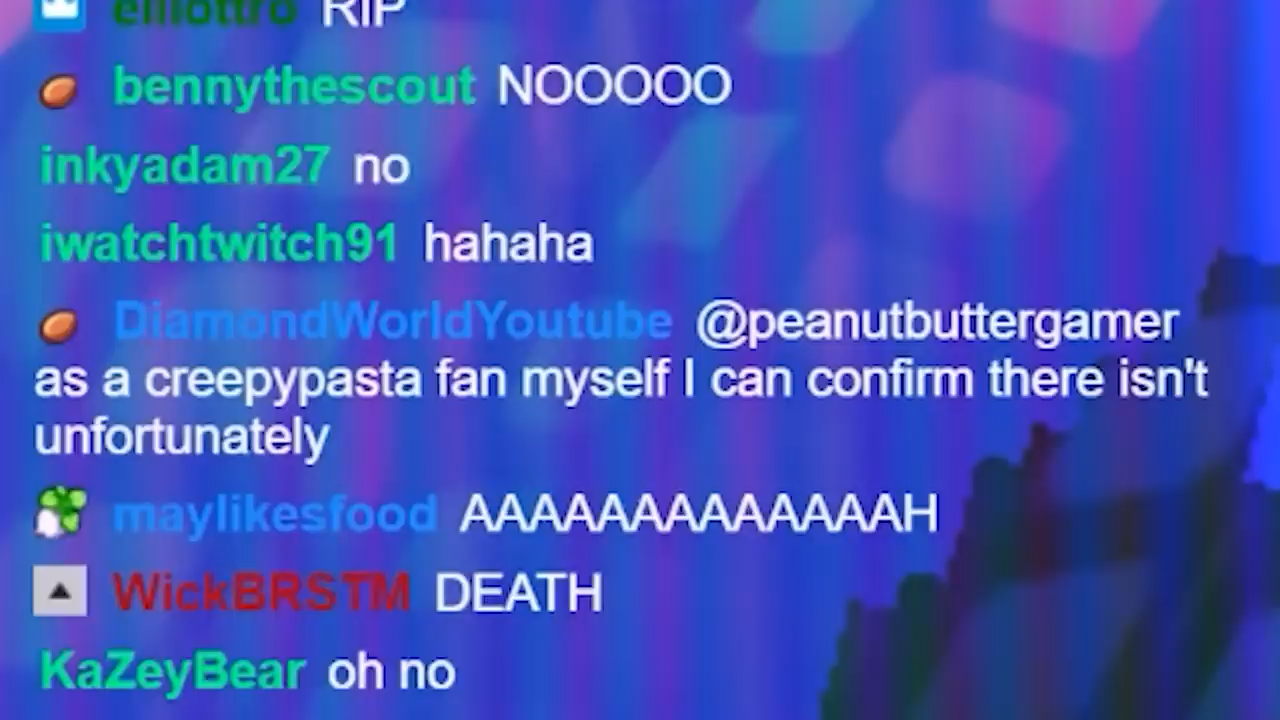 elliottro RIP
bennythescout NOOOOO
inkyadam27 no
iwatchtwitch91 hahaha
DiamondWorldYoutube @peanutbuttergamer
as a creepypasta fan myself I can confirm there isn't
unfortunately
maylikesfood AAAAAAAAAAAAAH
WickBRSTM DEATH
KaZeyBear oh no